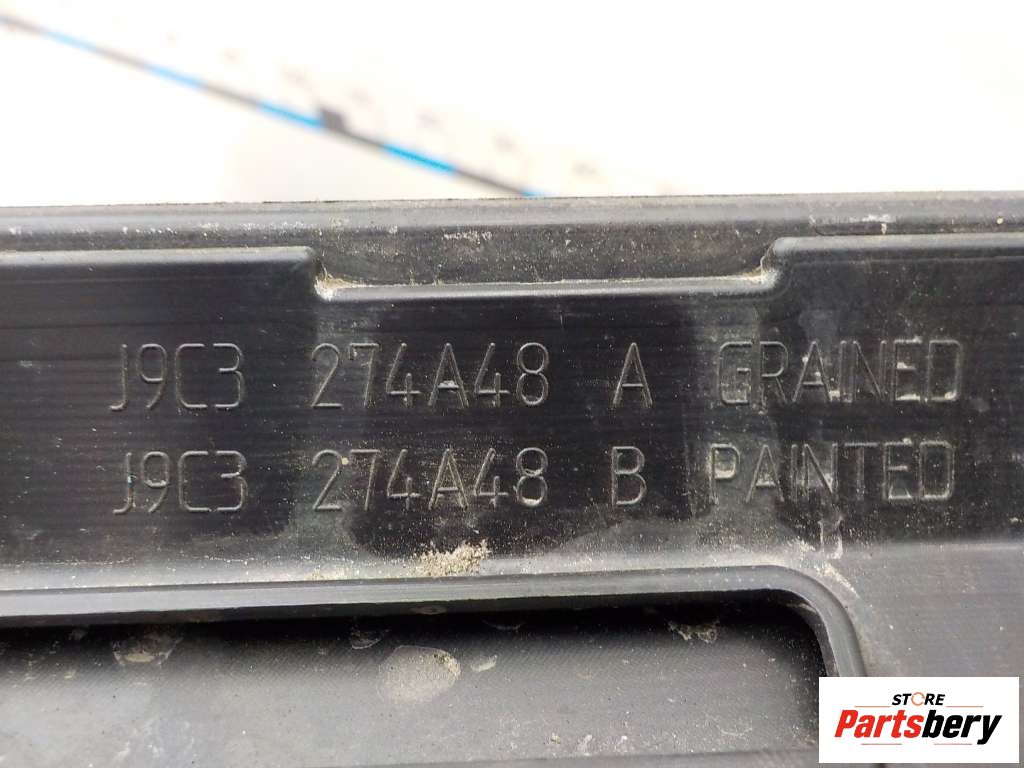 J9C3 274A48 A GRAINED
J9C3 274A48 B PAINTED
STORE
Partsbery